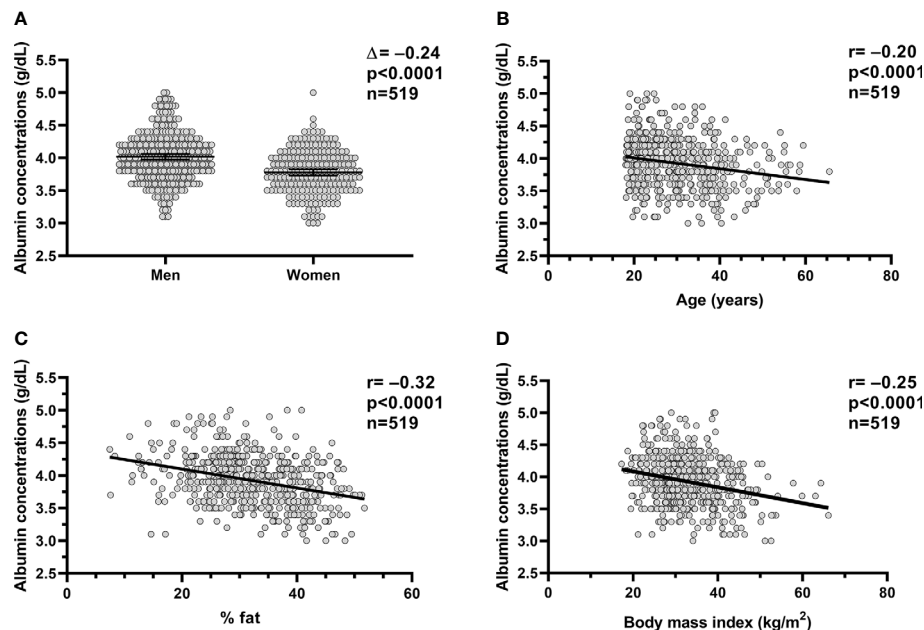 A
Albumin concentrations (g/dL)
5.5
5.0
4.5
4.0
3.5
3.0
2.5
Men
Women
Δ= −0.24
p<0.0001
n=519
B
Albumin concentrations (g/dL)
5.5
5.0
4.5
4.0
3.5
3.0
2.5
0
20
40
60
80
Age (years)
r= −0.20
p<0.0001
n=519
C
Albumin concentrations (g/dL)
5.5
5.0
4.5
4.0
3.5
3.0
2.5
0
20
40
60
% fat
r= −0.32
p<0.0001
n=519
D
Albumin concentrations (g/dL)
5.5
5.0
4.5
4.0
3.5
3.0
2.5
0
20
40
60
80
Body mass index (kg/m²)
r= −0.25
p<0.0001
n=519